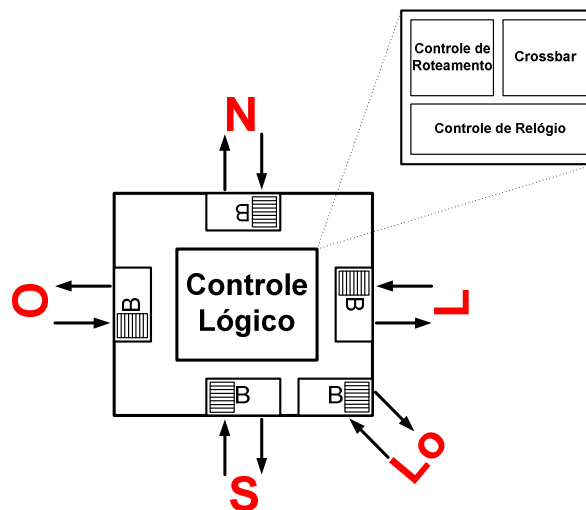 Controle de
Roteamento
Crossbar
Controle de Relógio
N
B
O
B
Controle
Lógico
B
L
B
B
S
Lo